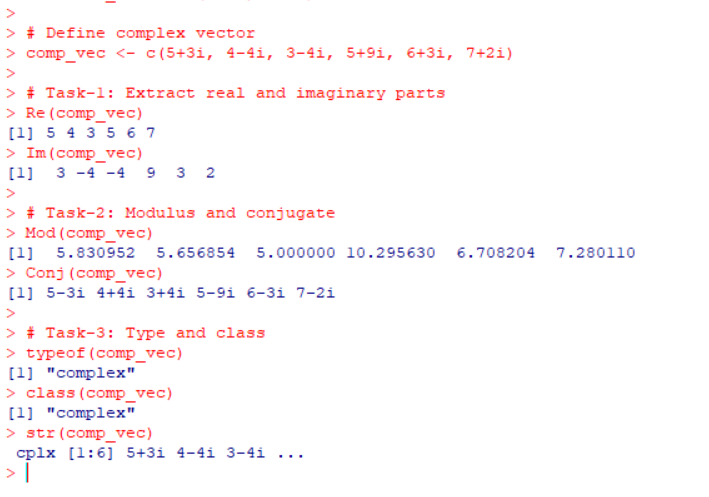 >
> # Define complex vector
> comp_vec <- c(5+3i, 4-4i, 3-4i, 5+9i, 6+3i, 7+2i)
>
> # Task-1: Extract real and imaginary parts
> Re(comp_vec)
[1] 5 4 3 5 6 7
> Im(comp_vec)
[1]  3 -4 -4  9  3  2
>
> # Task-2: Modulus and conjugate
> Mod(comp_vec)
[1]  5.830952  5.656854  5.000000 10.295630  6.708204  7.280110
> Conj(comp_vec)
[1] 5-3i 4+4i 3+4i 5-9i 6-3i 7-2i
>
> # Task-3: Type and class
> typeof(comp_vec)
[1] "complex"
> class(comp_vec)
[1] "complex"
> str(comp_vec)
 cplx [1:6] 5+3i 4-4i 3-4i ...
>